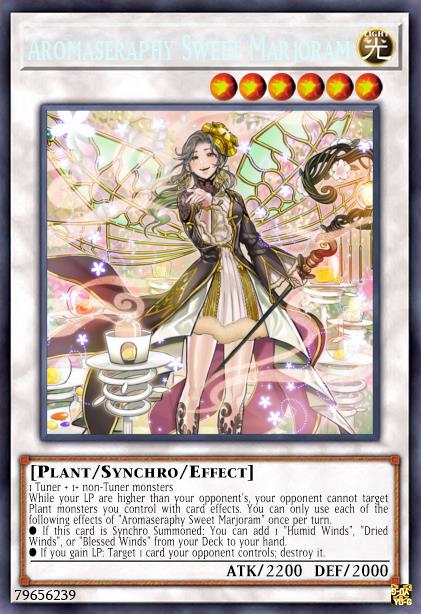 Aromaseraphy Sweet Marjoram
LIGHT
光
[Plant/Synchro/Effect]
1 Tuner + 1+ non-Tuner monsters
While your LP are higher than your opponent's, your opponent cannot target
Plant monsters you control with card effects. You can only use each of the
following effects of "Aromaseraphy Sweet Marjoram" once per turn.
● If this card is Synchro Summoned: You can add 1 "Humid Winds", "Dried
Winds", or "Blessed Winds" from your Deck to your hand.
● If you gain LP: Target 1 card your opponent controls; destroy it.
ATK/2200 DEF/2000
79656239